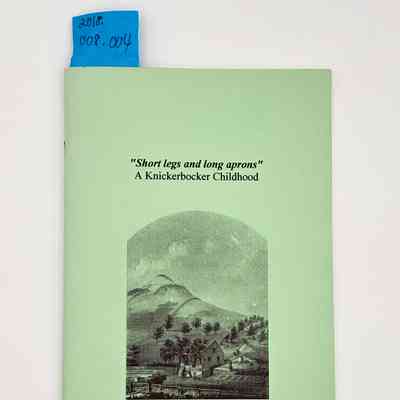 2018.
008.004
"Short legs and long aprons"
A Knickerbocker Childhood